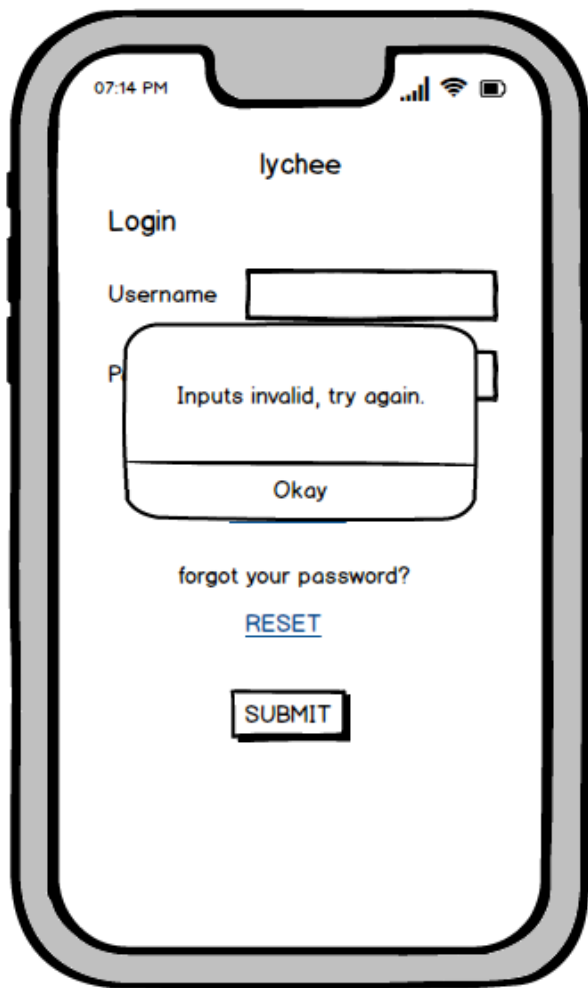 07:14 PM
lychee
Login
Username
P
Inputs invalid, try again.
Okay
forgot your password?
RESET
SUBMIT